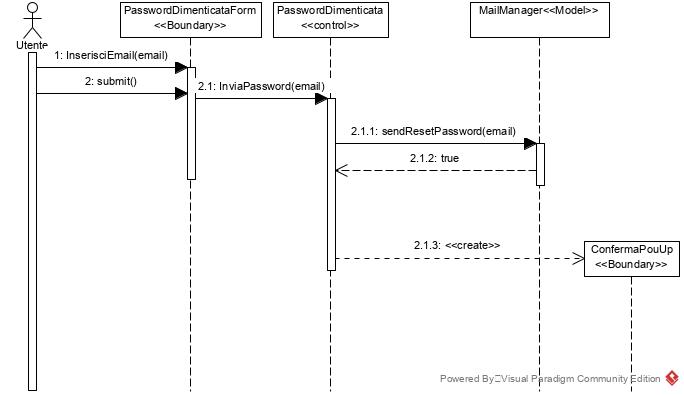 PasswordDimenticataForm
<<Boundary>>
PasswordDimenticata
<<control>>
MailManager<<Model>>
Utente
1: InserisciEmail(email)
2: submit()
2.1: InviaPassword(email)
2.1.1: sendResetPassword(email)
2.1.2: true
2.1.3: <<create>>
ConfermaPouUp
<<Boundary>>
Powered By Visual Paradigm Community Edition